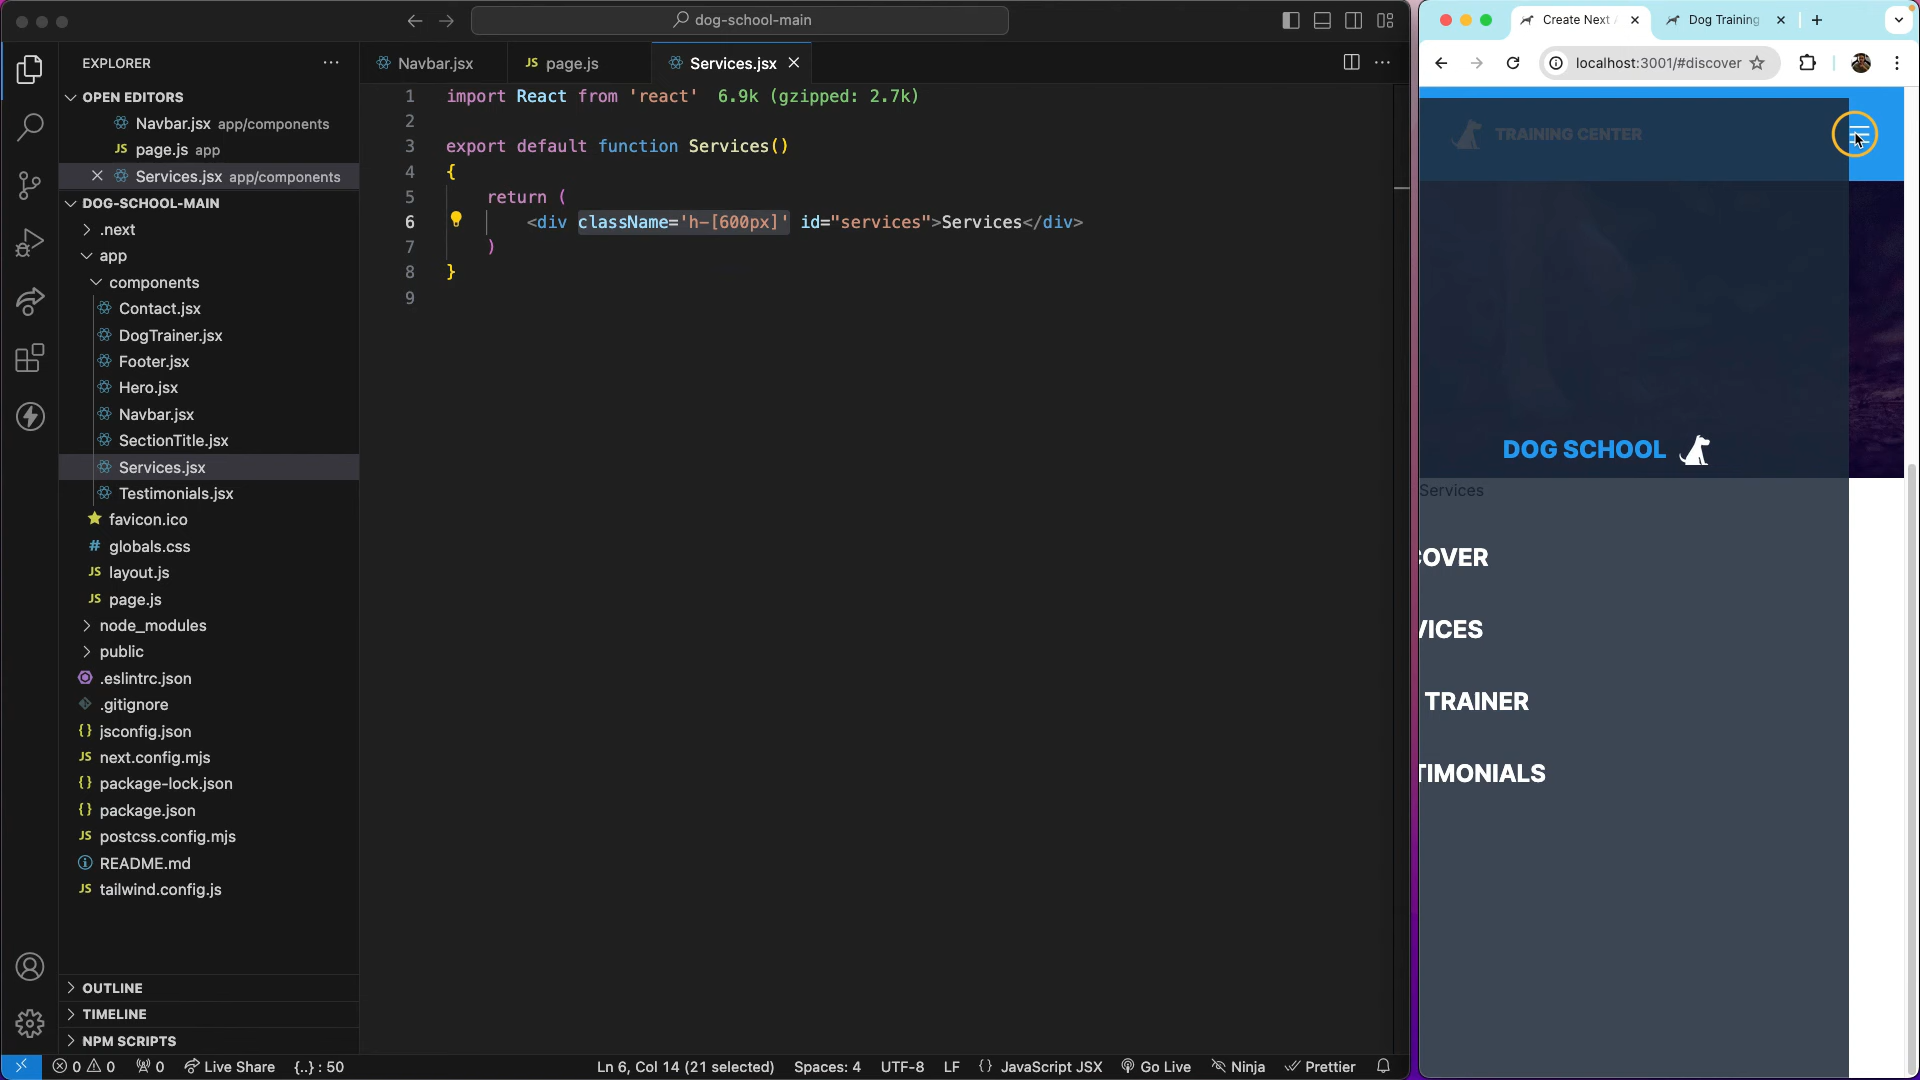 dog-school-main
EXPLORER
OPEN EDITORS
Navbar.jsx app/components
page.js app
Services.jsx app/components
DOG-SCHOOL-MAIN
.next
app
components
Contact.jsx
DogTrainer.jsx
Footer.jsx
Hero.jsx
Navbar.jsx
SectionTitle.jsx
Services.jsx
Testimonials.jsx
favicon.ico
globals.css
layout.js
page.js
node_modules
public
.eslintrc.json
.gitignore
jsconfig.json
next.config.mjs
package-lock.json
package.json
postcss.config.mjs
README.md
tailwind.config.js
OUTLINE
TIMELINE
NPM SCRIPTS
Navbar.jsx
JS page.js
Services.jsx
1 import React from 'react' 6.9k (gzipped: 2.7k)
2
3 export default function Services()
4 {
5 return (
6 <div className='h-[600px]' id="services">Services</div>
7 )
8 }
9
0 0 0 Live Share {..} : 50
Ln 6, Col 14 (21 selected) Spaces: 4 UTF-8 LF {} JavaScript JSX Go Live Ninja Prettier
Create Next A
Dog Training
localhost:3001/#discover
TRAINING CENTER
DOG SCHOOL
Services
COVER
VICES
TRAINER
TIMONIALS